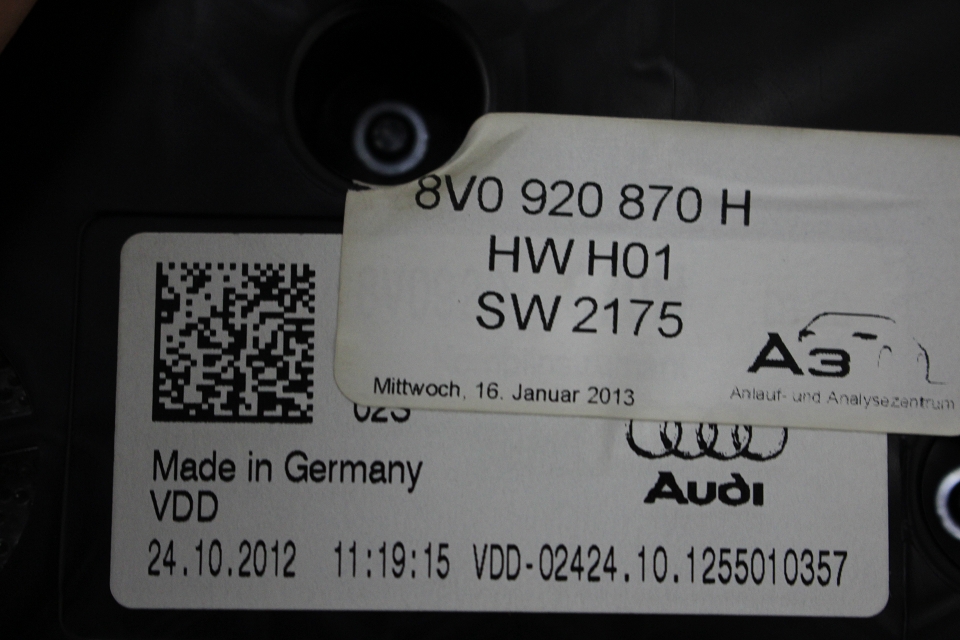 8V0 920 870 H
HW H01
SW 2175
A3
Mittwoch, 16. Januar 2013
Anlauf- und Analysezentrum
Made in Germany
VDD
Audi
24.10.2012 11:19:15 VDD-02424.10.1255010357